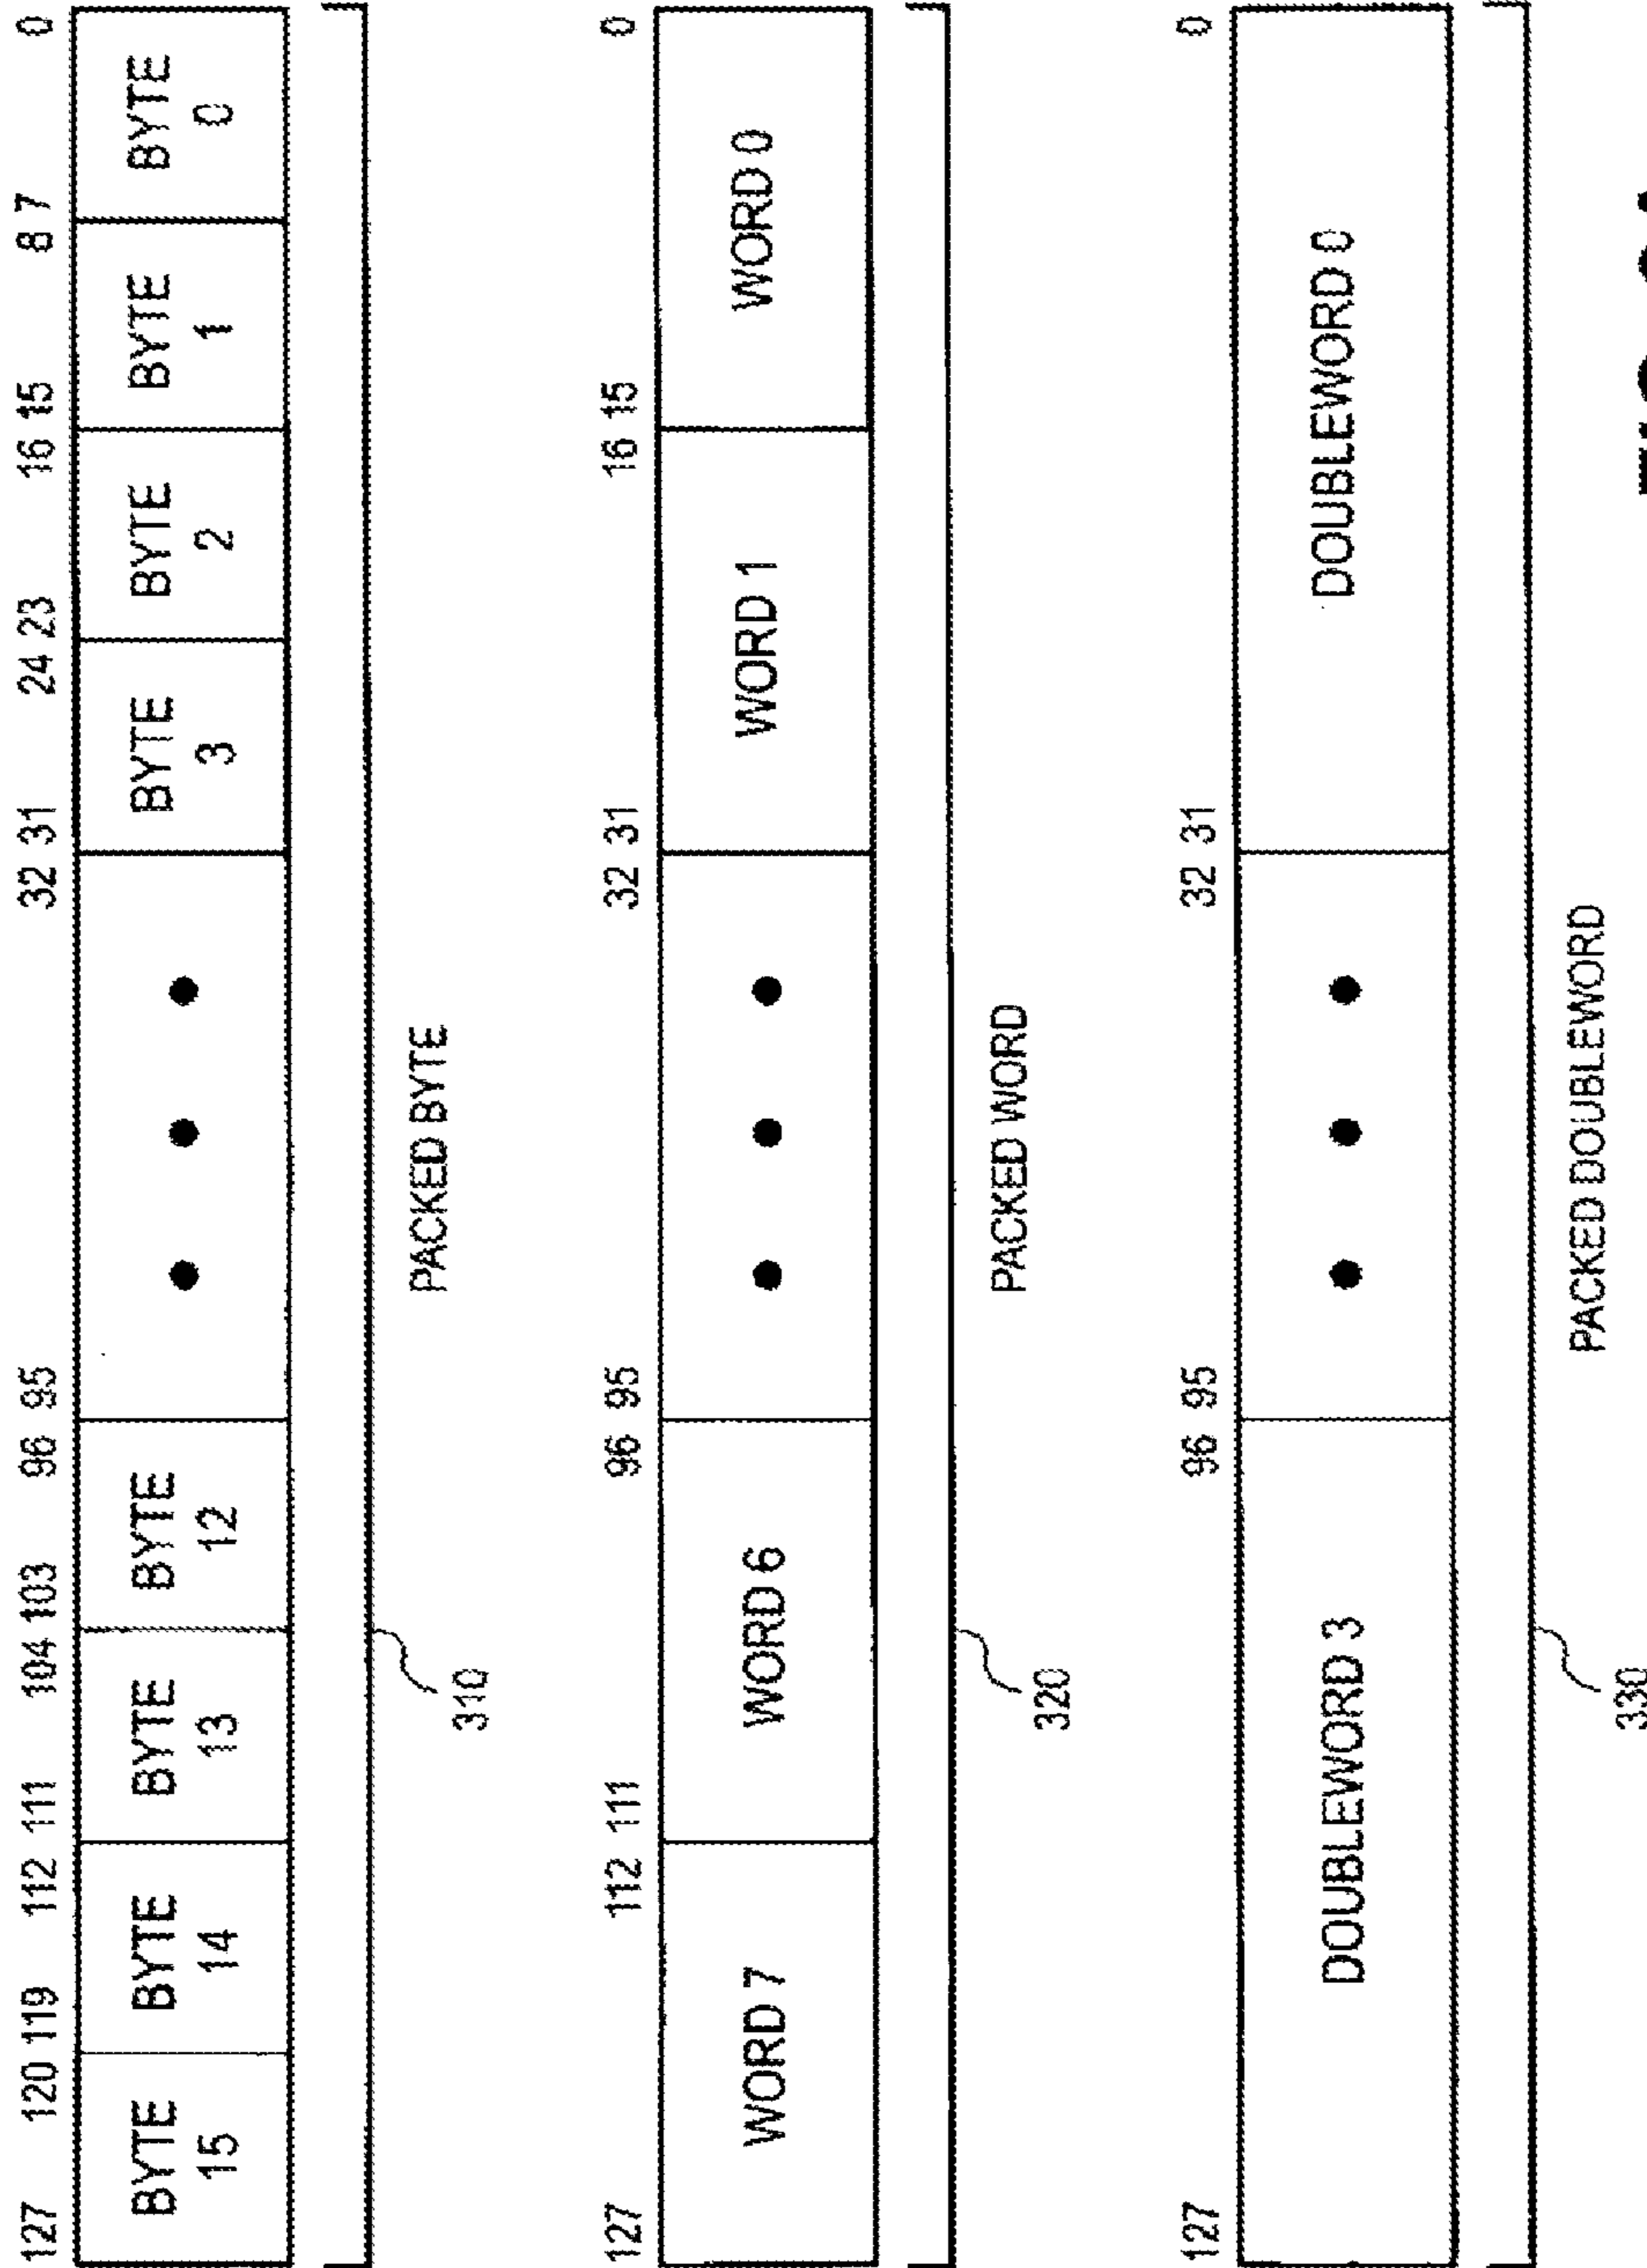 127 120 119 112 111 104 103 96 95 32 31 24 23 16 15 8 7 0
BYTE 15 BYTE 14 BYTE 13 BYTE 12 BYTE 3 BYTE 2 BYTE 1 BYTE 0
PACKED BYTE
310
127 112 111 96 95 32 31 16 15 0
WORD 7 WORD 6 WORD 1 WORD 0
PACKED WORD
320
127 96 95 32 31 0
DOUBLEWORD 3 DOUBLEWORD 0
PACKED DOUBLEWORD
330